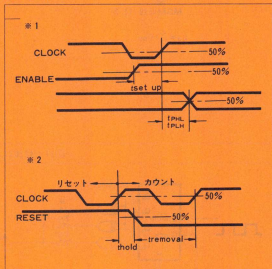 ※1
CLOCK
50%
ENABLE
50%
tset up
50%
tPHL
tPLH
※2
リセット カウント
CLOCK
50%
RESET
50%
thold tremoval